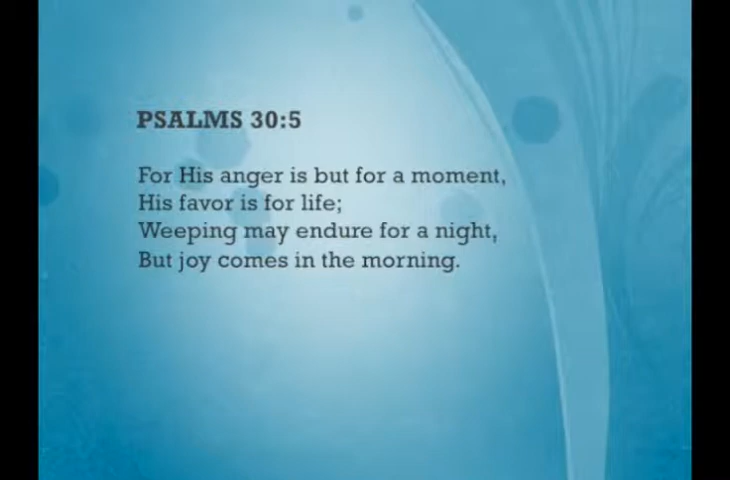 PSALMS 30:5
For His anger is but for a moment,
His favor is for life;
Weeping may endure for a night,
But joy comes in the morning.